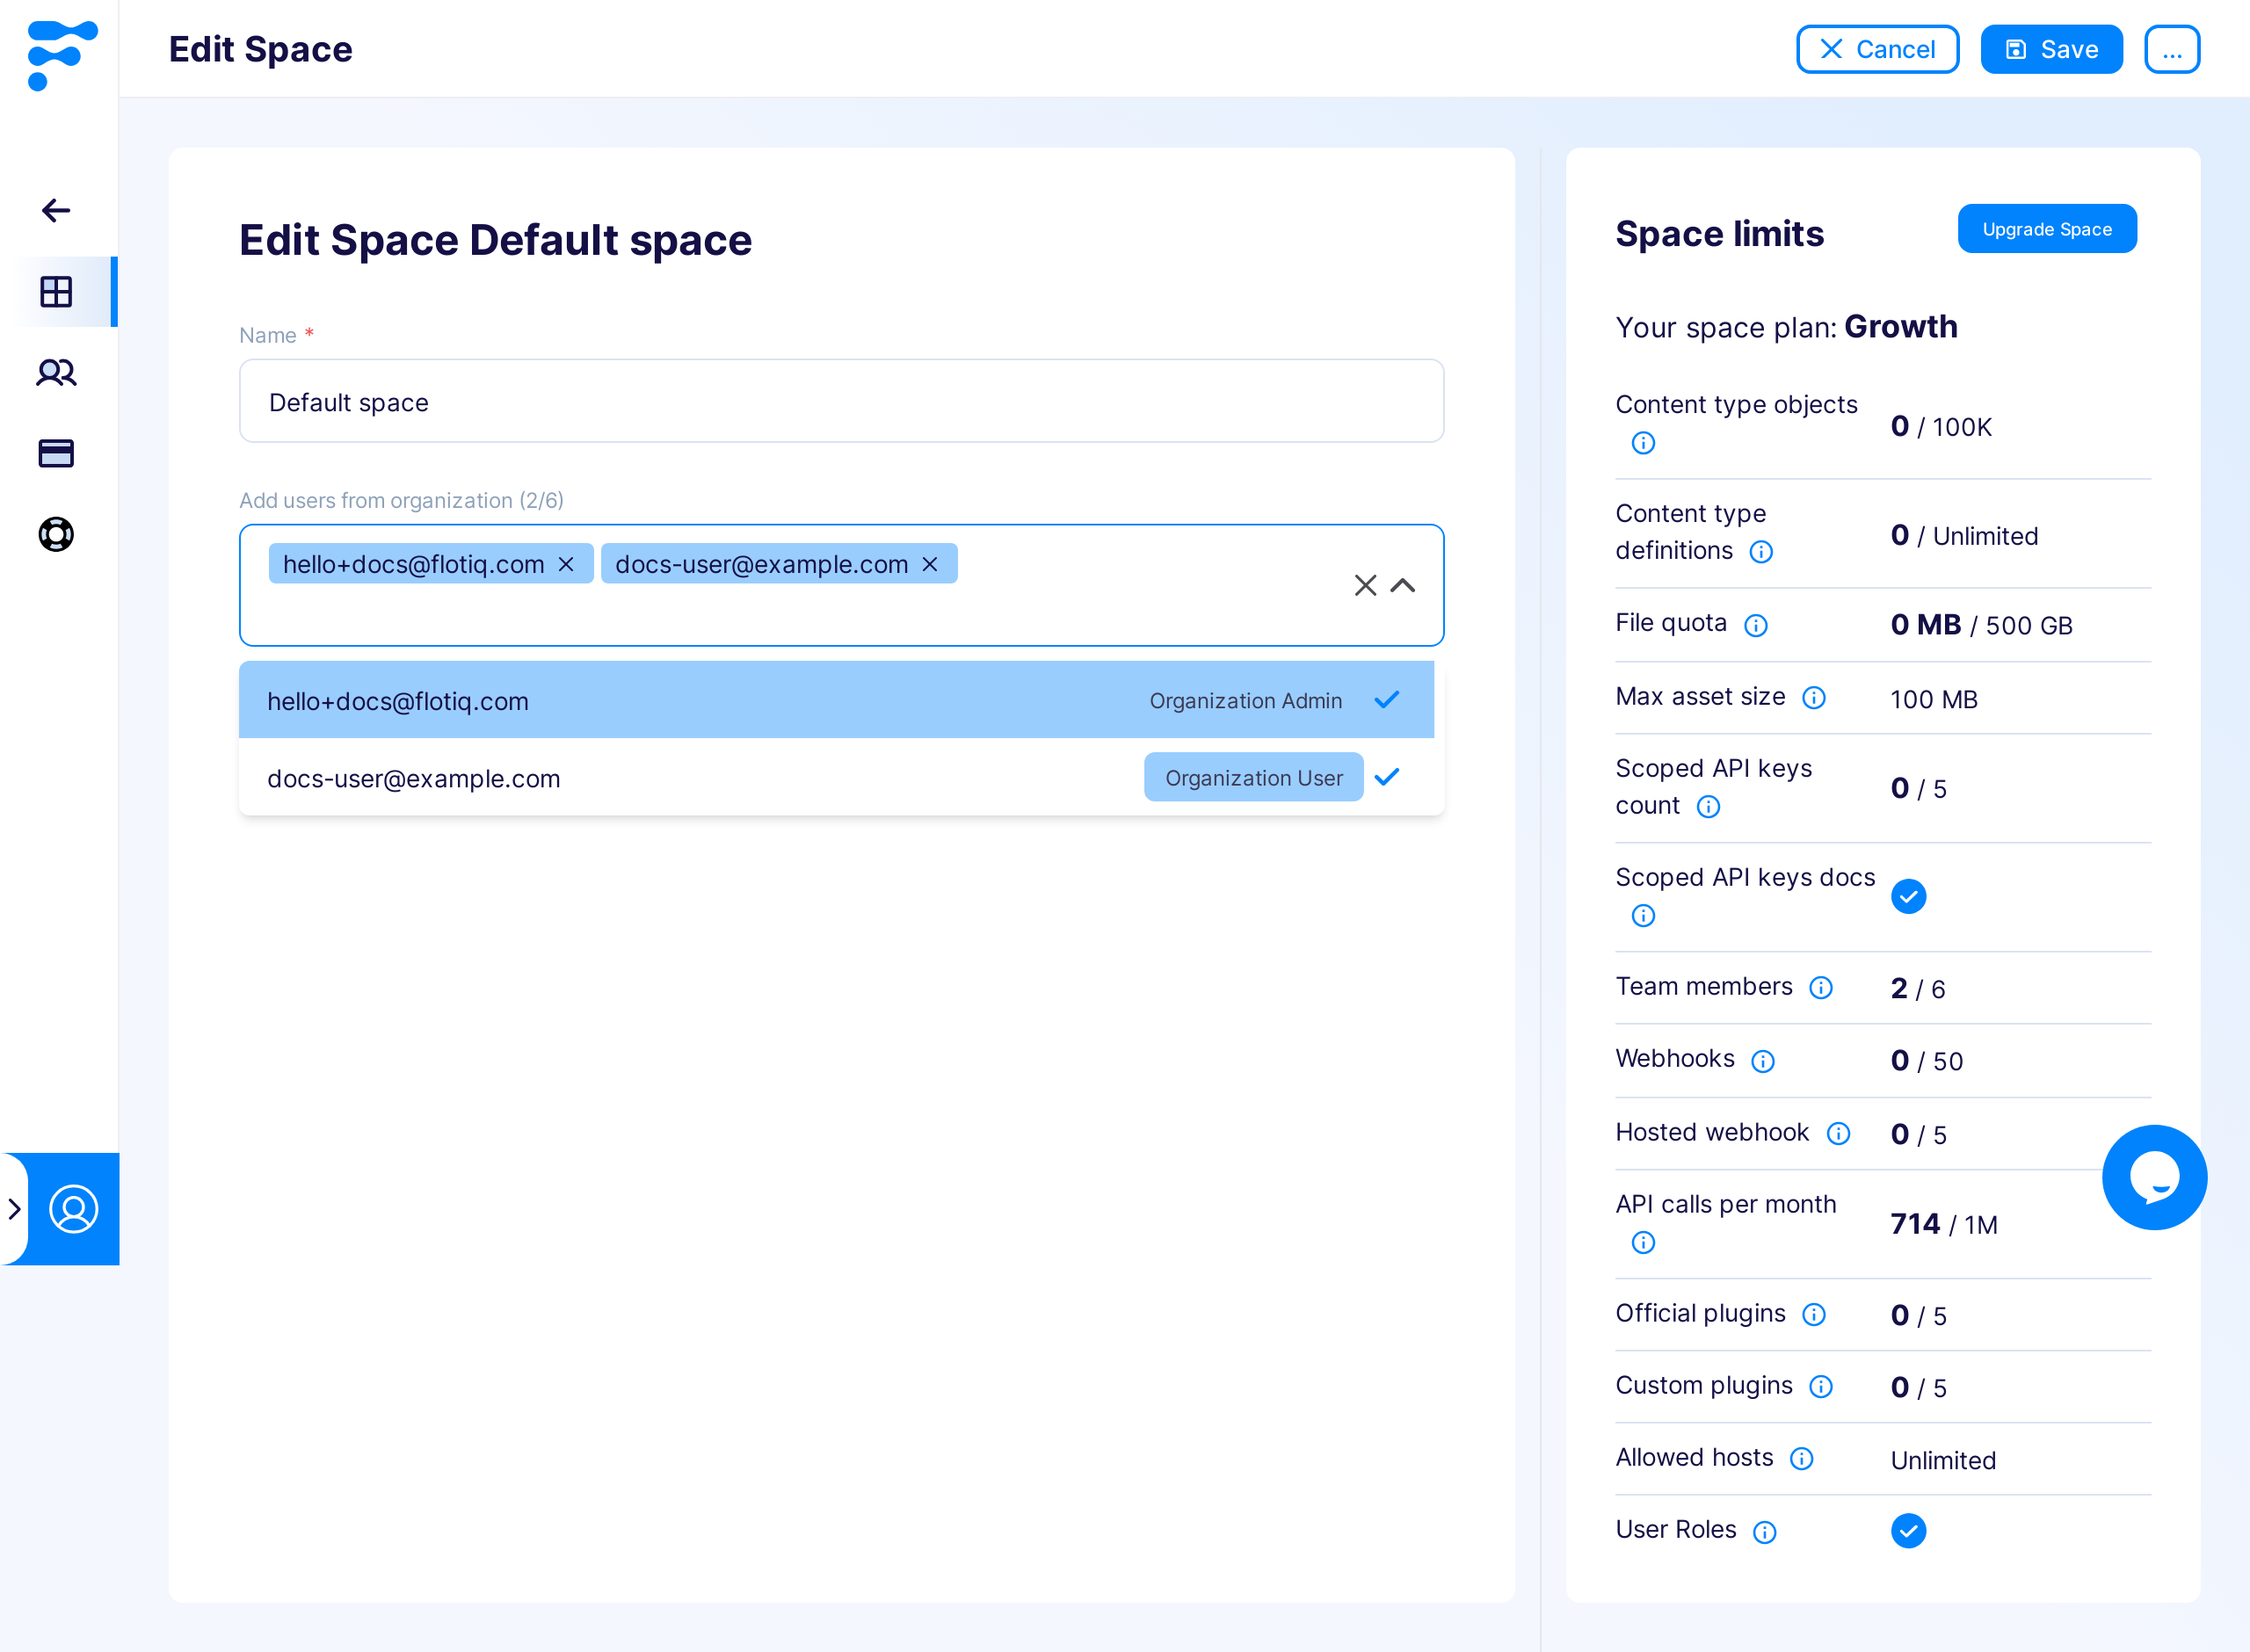 Edit Space
Cancel
Save
...
Edit Space Default space
Name *
Default space
Add users from organization (2/6)
hello+docs@flotiq.com
docs-user@example.com
hello+docs@flotiq.com Organization Admin
docs-user@example.com Organization User
Space limits
Upgrade Space
Your space plan: Growth
Content type objects
0 / 100K
Content type
definitions
0 / Unlimited
File quota
0 MB / 500 GB
Max asset size
100 MB
Scoped API keys
count
0 / 5
Scoped API keys docs
Team members
2 / 6
Webhooks
0 / 50
Hosted webhook
0 / 5
API calls per month
714 / 1M
Official plugins
0 / 5
Custom plugins
0 / 5
Allowed hosts
Unlimited
User Roles